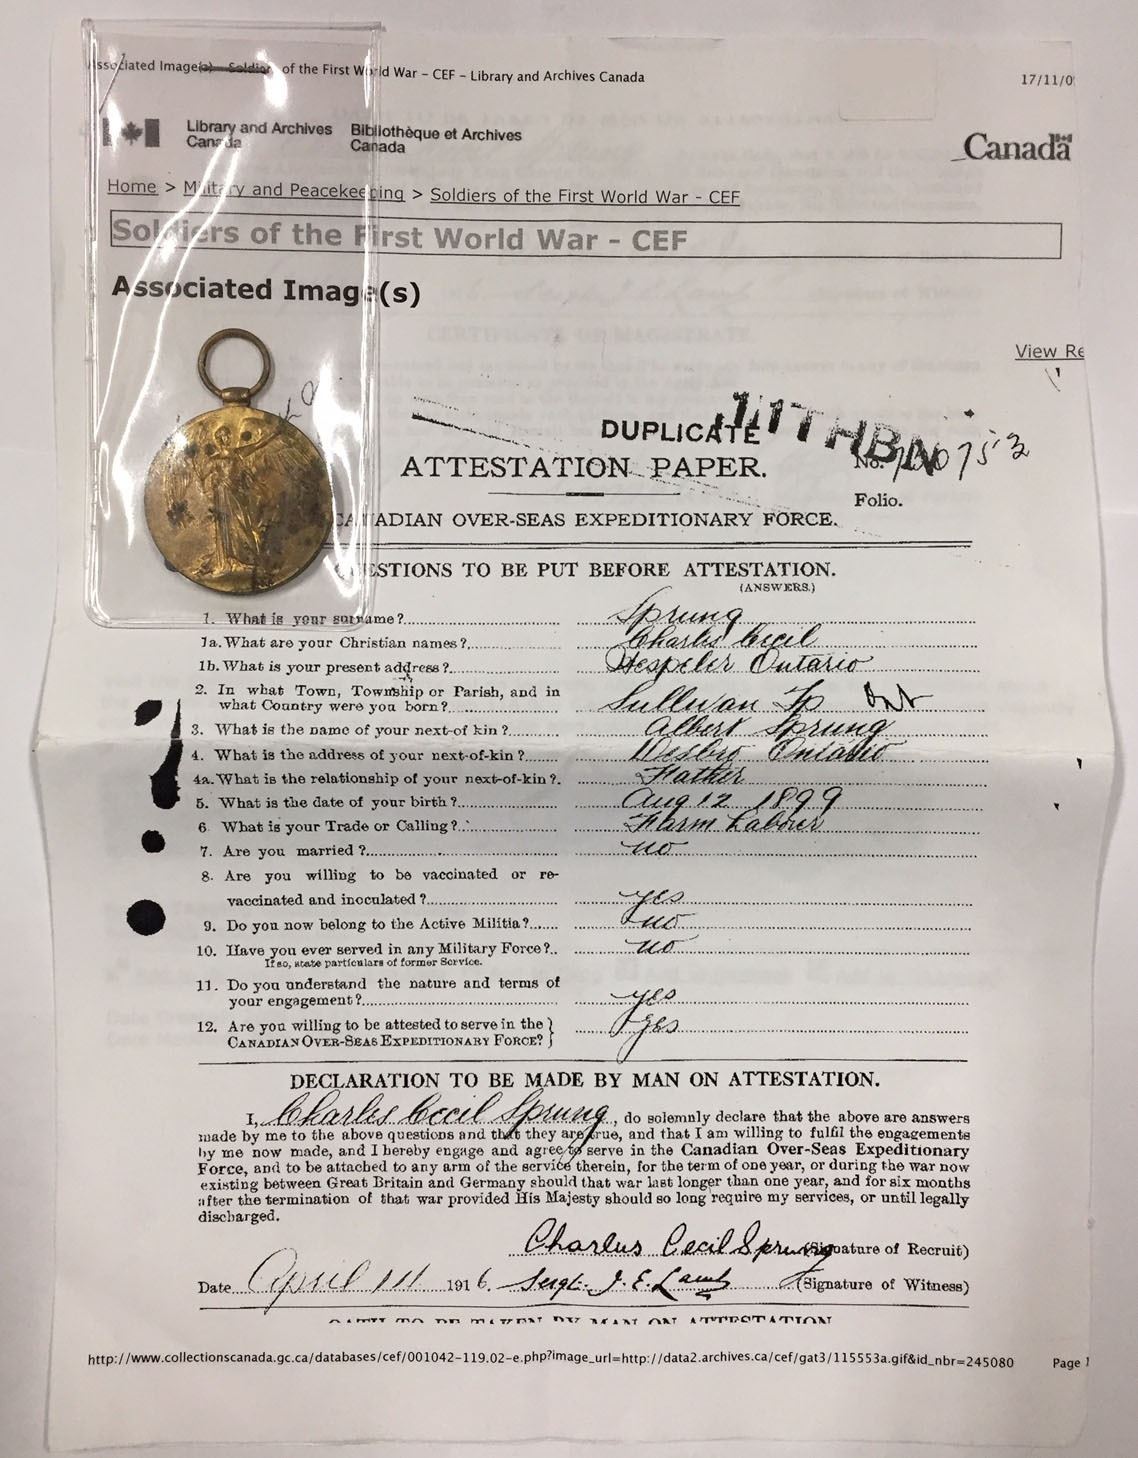 Associated Image(s) – Soldier of the First World War – CEF – Library and Archives Canada
17/11/0
Library and Archives Canada
Bibliothèque et Archives Canada
Canada
Home > Military and Peacekeeping > Soldiers of the First World War - CEF
Soldiers of the First World War - CEF
Associated Image(s)
View Re
DUPLICATE
ATTESTATION PAPER.
No.
753
Folio.
CANADIAN OVER-SEAS EXPEDITIONARY FORCE.
QUESTIONS TO BE PUT BEFORE ATTESTATION.
(ANSWERS.)
1. What is your surname? Sprung
1a. What are your Christian names? Charles Cecil
1b. What is your present address? Hespeler Ontario
2. In what Town, Township or Parish, and in
what Country were you born? Sullivan Tp Ont
3. What is the name of your next-of kin? Albert Sprung
4. What is the address of your next-of-kin? Desbro Ontario
4a. What is the relationship of your next-of-kin? Father
5. What is the date of your birth? Aug 12 1899
6 What is your Trade or Calling? Farm Laborer
7. Are you married? no
8. Are you willing to be vaccinated or re-
vaccinated and inoculated? yes
9. Do you now belong to the Active Militia? no
10. Have you ever served in any Military Force? no
If so, state particulars of former Service.
11. Do you understand the nature and terms of
your engagement? yes
12. Are you willing to be attested to serve in the
CANADIAN OVER-SEAS EXPEDITIONARY FORCE? yes
DECLARATION TO BE MADE BY MAN ON ATTESTATION.
I, Charles Cecil Sprung, do solemnly declare that the above are answers
made by me to the above questions and that they are true, and that I am willing to fulfil the engagements
by me now made, and I hereby engage and agree to serve in the Canadian Over-Seas Expeditionary
Force, and to be attached to any arm of the service therein, for the term of one year, or during the war now
existing between Great Britain and Germany should that war last longer than one year, and for six months
after the termination of that war provided His Majesty should so long require my services, or until legally
discharged.
Charles Cecil Sprung (Signature of Recruit)
Date April 1st 1916. Sergt. J. E. Lamb (Signature of Witness)
OATH TO BE TAKEN BY MAN ON ATTESTATION
http://www.collectionscanada.gc.ca/databases/cef/001042-119.02-e.php?image_url=http://data2.archives.ca/cef/gat3/115553a.gif&id_nbr=245080
Page 1